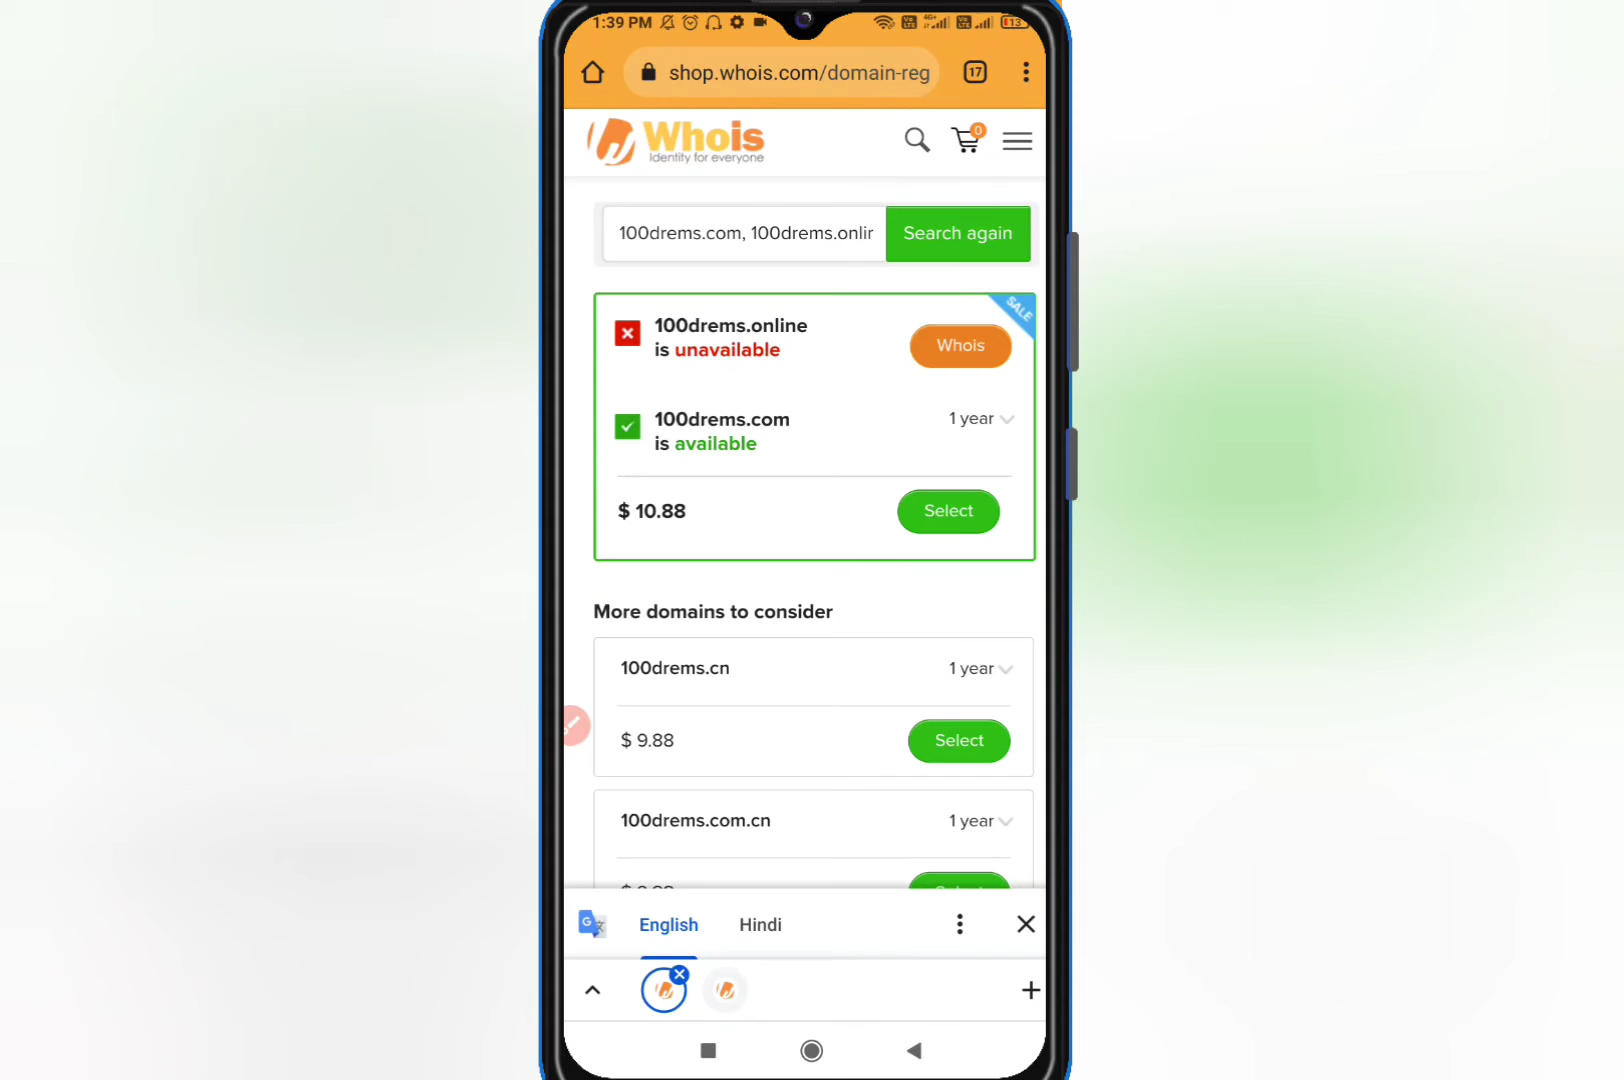 1:39 PM
4G+
13
shop.whois.com/domain-reg
17
Whois
Identity for everyone
0
100drems.com, 100drems.onlir
Search again
SALE
100drems.online
is unavailable
Whois
100drems.com
is available
1 year
$ 10.88
Select
More domains to consider
100drems.cn
1 year
$ 9.88
Select
100drems.com.cn
1 year
English
Hindi